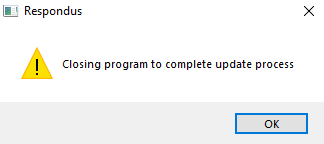 Respondus
Closing program to complete update process
OK